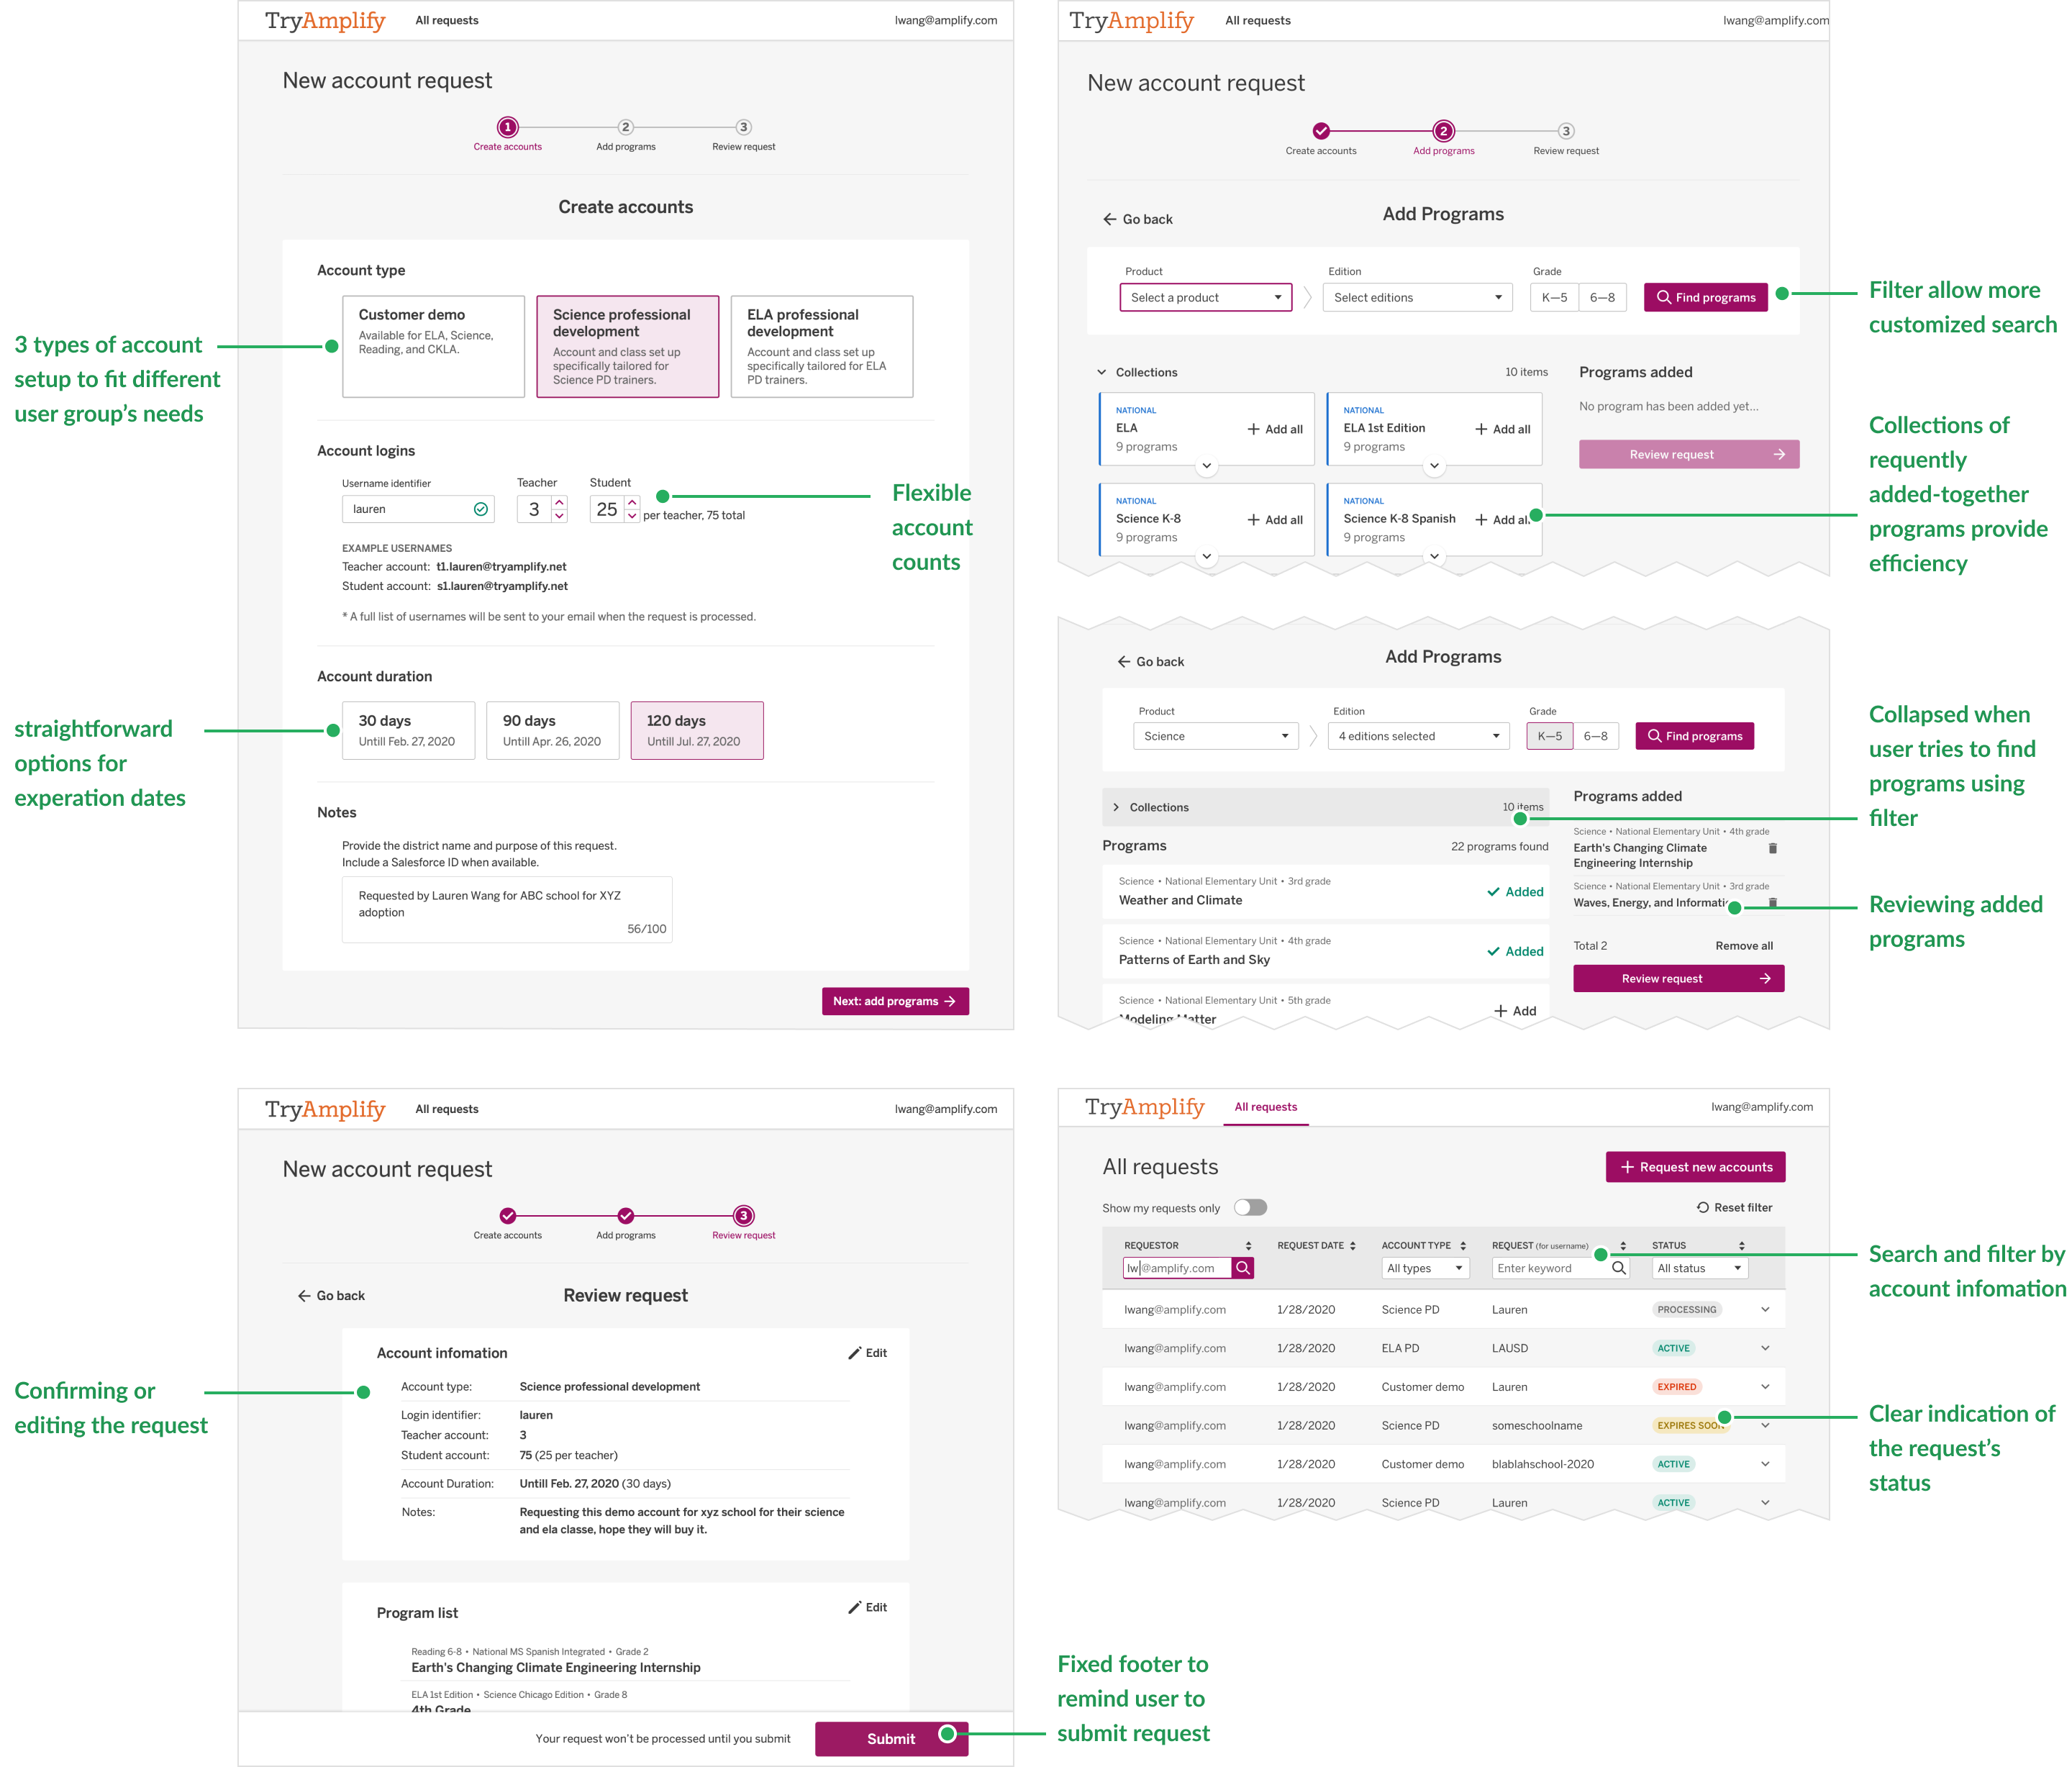 TryAmplify
All requests
lwang@amplify.com
New account request
1
2
3
Create accounts
Add programs
Review request
Create accounts
Account type
Customer demo
Available for ELA, Science,
Reading, and CKLA.
Science professional
development
Account and class set up
specifically tailored for
Science PD trainers.
ELA professional
development
Account and class set up
specifically tailored for ELA
PD trainers.
3 types of account
setup to fit different
user group's needs
Account logins
Username identifier
Teacher
Student
lauren
3
25
per teacher, 75 total
Flexible
account
counts
EXAMPLE USERNAMES
Teacher account: t1.lauren@tryamplify.net
Student account: s1.lauren@tryamplify.net
* A full list of usernames will be sent to your email when the request is processed.
Account duration
30 days
Untill Feb. 27, 2020
90 days
Untill Apr. 26, 2020
120 days
Untill Jul. 27, 2020
straightforward
options for
experation dates
Notes
Provide the district name and purpose of this request.
Include a Salesforce ID when available.
Requested by Lauren Wang for ABC school for XYZ
adoption
56/100
Next: add programs
TryAmplify
All requests
lwang@amplify.com
New account request
2
3
Create accounts
Add programs
Review request
Go back
Add Programs
Product
Edition
Grade
Select a product
Select editions
K—5
6—8
Find programs
Filter allow more
customized search
Collections
10 items
NATIONAL
ELA
9 programs
Add all
NATIONAL
ELA 1st Edition
9 programs
Add all
NATIONAL
Science K-8
9 programs
Add all
NATIONAL
Science K-8 Spanish
9 programs
Add all
Programs added
No program has been added yet...
Review request
Collections of
requently
added-together
programs provide
efficiency
Go back
Add Programs
Product
Edition
Grade
Science
4 editions selected
K—5
6—8
Find programs
Collections
10 items
Collapsed when
user tries to find
programs using
filter
Programs
22 programs found
Science • National Elementary Unit • 3rd grade
Weather and Climate
Added
Science • National Elementary Unit • 4th grade
Patterns of Earth and Sky
Added
Science • National Elementary Unit • 5th grade
Modeling Matter
Add
Programs added
Science • National Elementary Unit • 4th grade
Earth's Changing Climate
Engineering Internship
Science • National Elementary Unit • 3rd grade
Waves, Energy, and
Total 2
Remove all
Review request
Reviewing added
programs
TryAmplify
All requests
lwang@amplify.com
New account request
3
Create accounts
Add programs
Review request
Go back
Review request
Account infomation
Edit
Account type: Science professional development
Login identifier: lauren
Teacher account: 3
Student account: 75 (25 per teacher)
Account Duration: Untill Feb. 27, 2020 (30 days)
Notes: Requesting this demo account for xyz school for their science
and ela classe, hope they will buy it.
Confirming or
editing the request
Program list
Edit
Reading 6-8 • National MS Spanish Integrated • Grade 2
Earth's Changing Climate Engineering Internship
ELA 1st Edition • Science Chicago Edition • Grade 8
4th Grade
Your request won't be processed until you submit
Submit
Fixed footer to
remind user to
submit request
TryAmplify
All requests
lwang@amplify.com
All requests
Request new accounts
Show my requests only
Reset filter
REQUESTOR
REQUEST DATE
ACCOUNT TYPE
REQUEST (for username)
STATUS
lw@amplify.com
All types
Enter keyword
All status
lwang@amplify.com 1/28/2020 Science PD Lauren PROCESSING
lwang@amplify.com 1/28/2020 ELA PD LAUSD ACTIVE
lwang@amplify.com 1/28/2020 Customer demo Lauren EXPIRED
lwang@amplify.com 1/28/2020 Science PD someschoolname EXPIRES SOON
lwang@amplify.com 1/28/2020 Customer demo blablahschool-2020 ACTIVE
lwang@amplify.com 1/28/2020 Science PD Lauren ACTIVE
Search and filter by
account infomation
Clear indication of
the request's
status